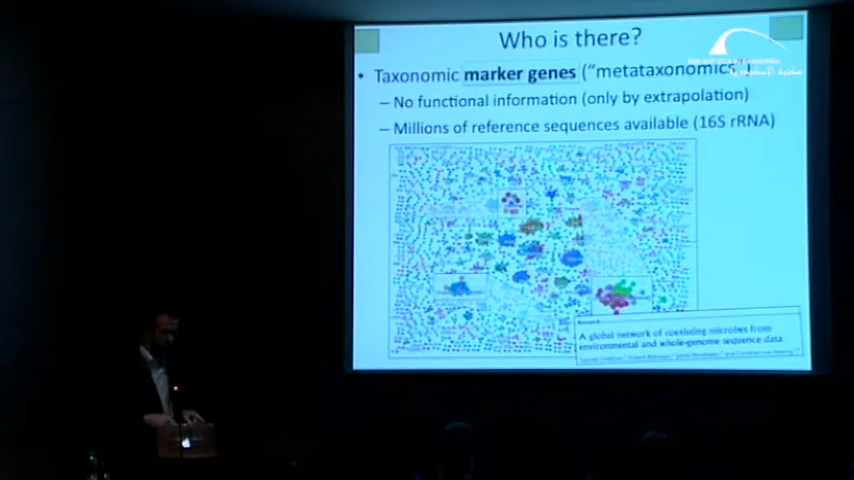 Who is there?
• Taxonomic marker genes ("metataxonomics")
– No functional information (only by extrapolation)
– Millions of reference sequences available (16S rRNA)
A global network of coexisting microbes from
environmental and whole-genome sequence data